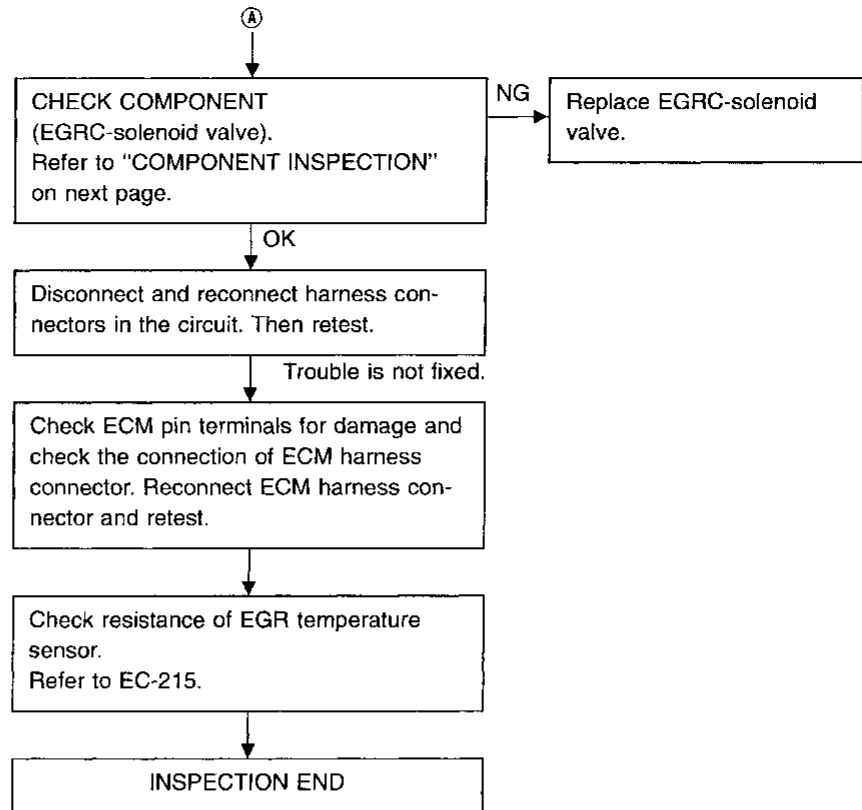 Ⓐ
CHECK COMPONENT
(EGRC-solenoid valve).
Refer to "COMPONENT INSPECTION"
on next page.
NG
Replace EGRC-solenoid
valve.
OK
Disconnect and reconnect harness con-
nectors in the circuit. Then retest.
Trouble is not fixed.
Check ECM pin terminals for damage and
check the connection of ECM harness
connector. Reconnect ECM harness con-
nector and retest.
Check resistance of EGR temperature
sensor.
Refer to EC-215.
INSPECTION END